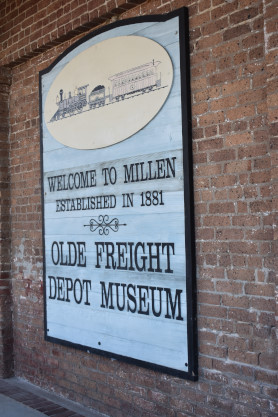 WELCOME TO MILLEN
ESTABLISHED IN 1881
OLDE FREIGHT
DEPOT MUSEUM